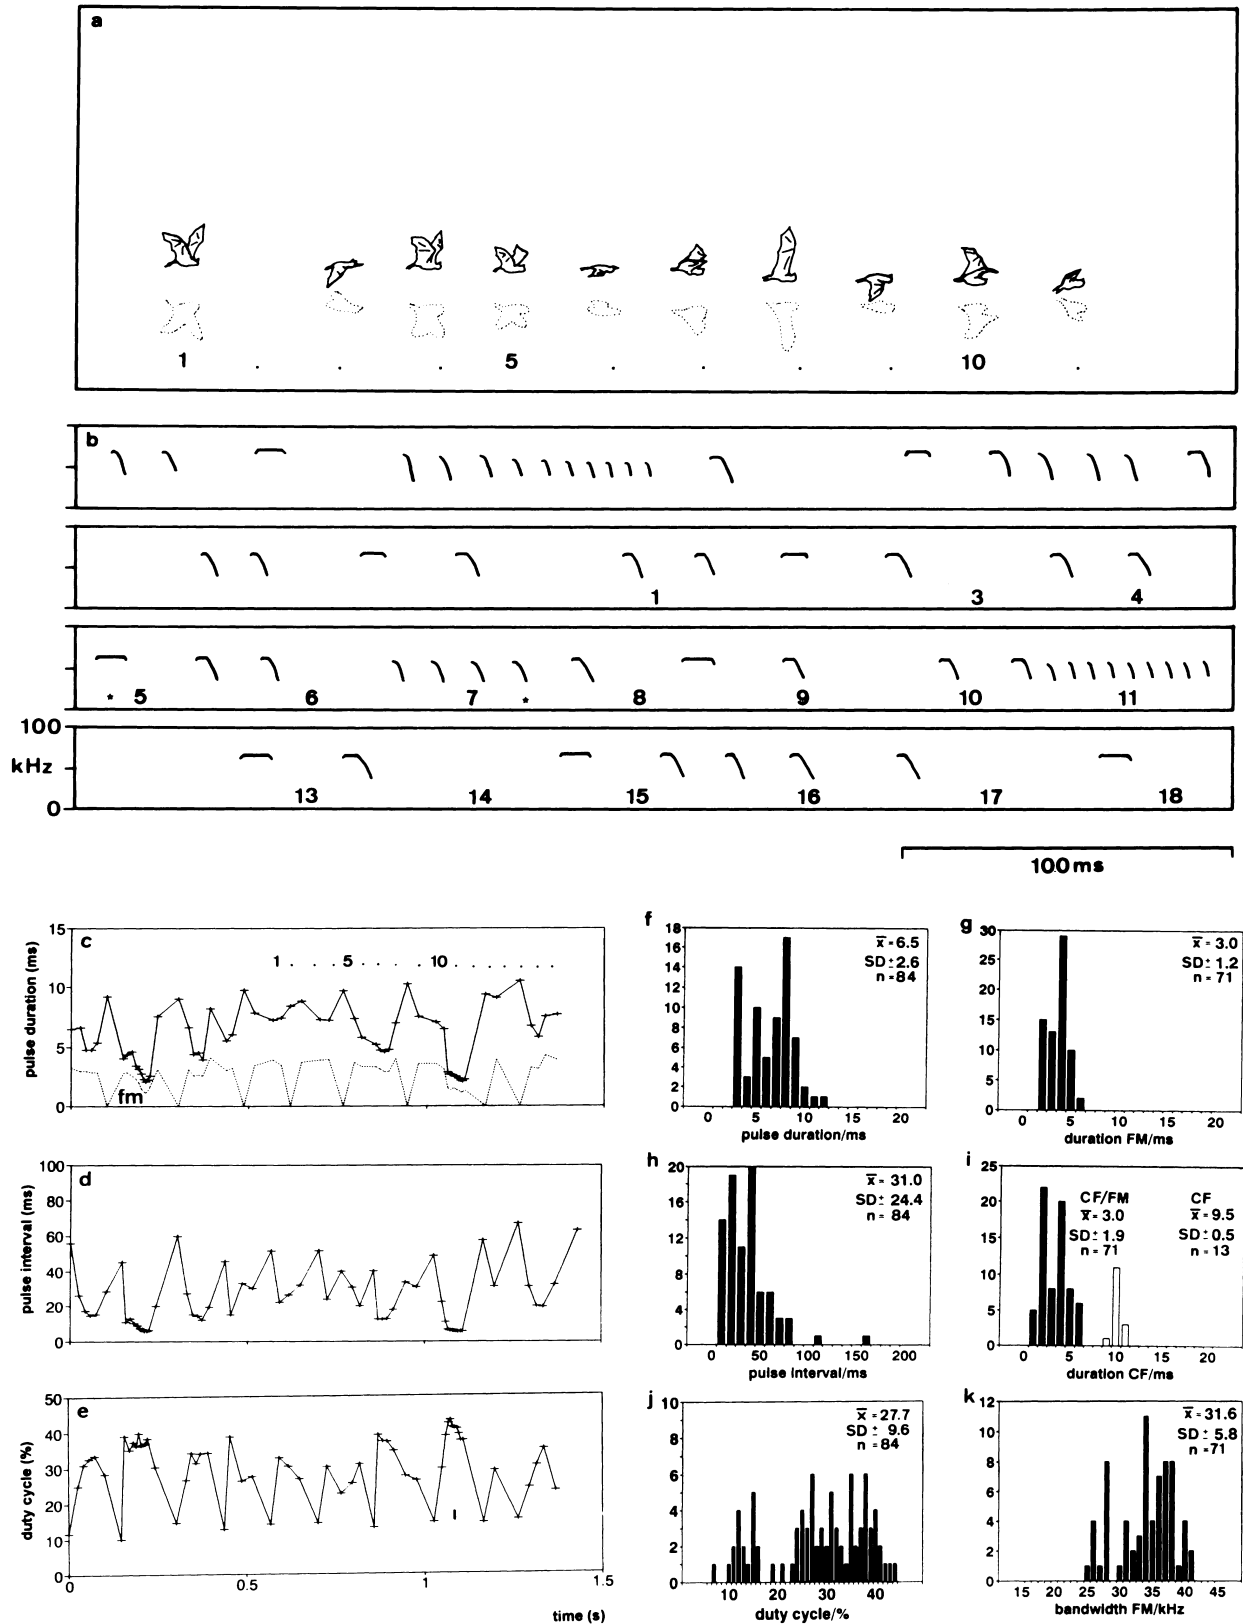 a
1 . . . 5 . . . . 10 .
b
1 3 4
* 5 6 7 * 8 9 10 11
100
kHz
0
13 14 15 16 17 18
100 ms
c
pulse duration (ms)
15
10
5
0
1 . . . 5 . . . . 10 . . . . . . . .
fm
d
pulse interval (ms)
100
80
60
40
20
0
e
duty cycle (%)
50
40
30
20
10
0
I
0 0.5 1 1.5
time (s)
f
18
16
14
12
10
8
6
4
2
0
x̄ = 6.5
SD ± 2.6
n = 84
0 5 10 20
pulse duration/ms
g
30
25
20
15
10
5
0
x̄ = 3.0
SD ± 1.2
n = 71
0 5 10 20
duration FM/ms
h
20
16
12
8
4
0
x̄ = 31.0
SD ± 24.4
n = 84
0 50 100 150 200
pulse interval/ms
i
25
20
15
10
5
0
CF/FM CF
x̄ = 3.0 x̄ = 9.5
SD ± 1.9 SD ± 0.5
n = 71 n = 13
0 5 10 20
duration CF/ms
j
10
8
6
4
2
0
x̄ = 27.7
SD ± 9.6
n = 84
10 20 30 40
duty cycle/%
k
12
10
8
6
4
2
0
x̄ = 31.6
SD ± 5.8
n = 71
15 20 25 30 35 40 45
bandwidth FM/kHz